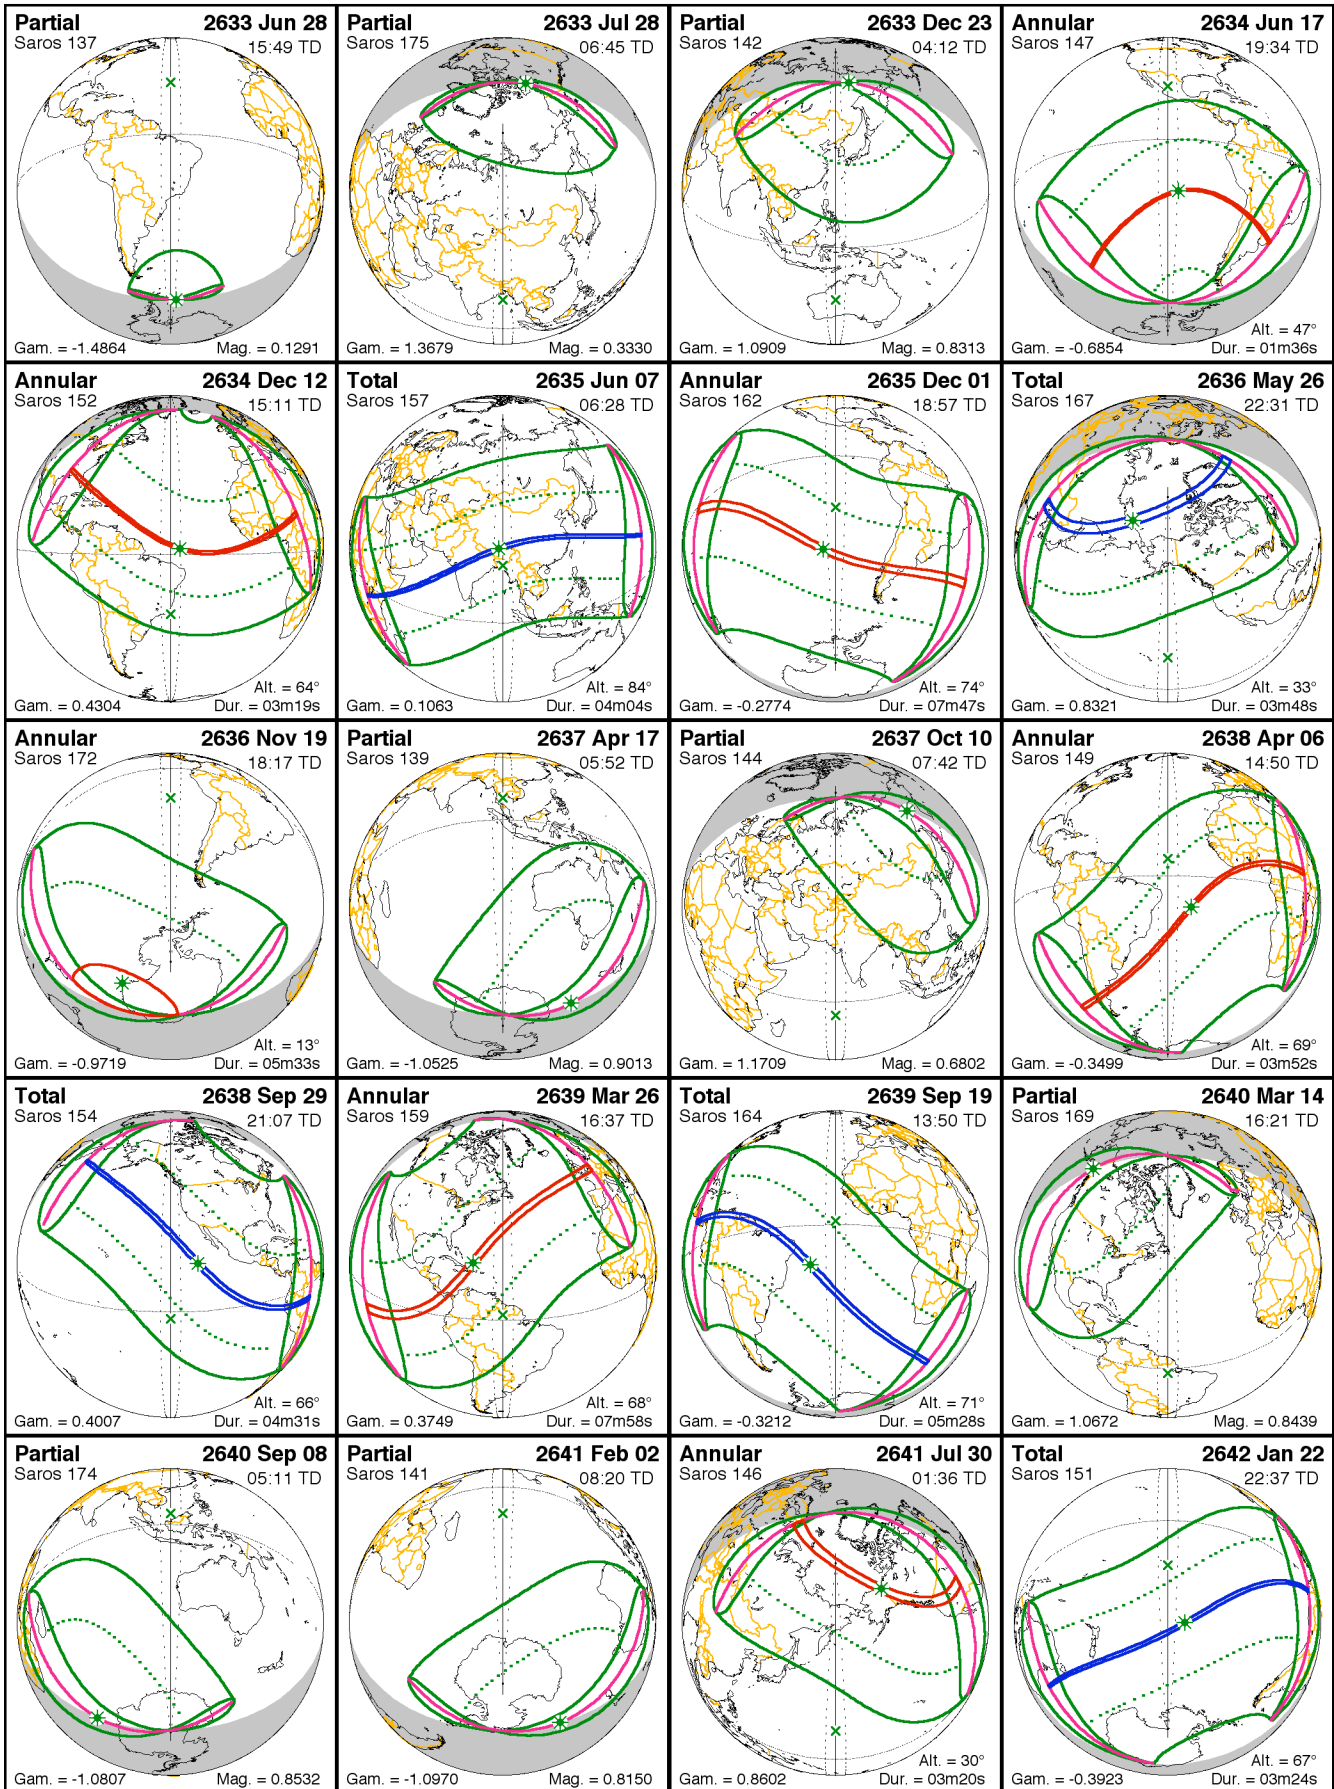 Partial 2633 Jun 28
Saros 137 15:49 TD
Gam. = -1.4864 Mag. = 0.1291
Partial 2633 Jul 28
Saros 175 06:45 TD
Gam. = 1.3679 Mag. = 0.3330
Partial 2633 Dec 23
Saros 142 04:12 TD
Gam. = 1.0909 Mag. = 0.8313
Annular 2634 Jun 17
Saros 147 19:34 TD
Alt. = 47°
Gam. = -0.6854 Dur. = 01m36s
Annular 2634 Dec 12
Saros 152 15:11 TD
Alt. = 64°
Gam. = 0.4304 Dur. = 03m19s
Total 2635 Jun 07
Saros 157 06:28 TD
Alt. = 84°
Gam. = 0.1063 Dur. = 04m04s
Annular 2635 Dec 01
Saros 162 18:57 TD
Alt. = 74°
Gam. = -0.2774 Dur. = 07m47s
Total 2636 May 26
Saros 167 22:31 TD
Alt. = 33°
Gam. = 0.8321 Dur. = 03m48s
Annular 2636 Nov 19
Saros 172 18:17 TD
Alt. = 13°
Gam. = -0.9719 Dur. = 05m33s
Partial 2637 Apr 17
Saros 139 05:52 TD
Gam. = -1.0525 Mag. = 0.9013
Partial 2637 Oct 10
Saros 144 07:42 TD
Gam. = 1.1709 Mag. = 0.6802
Annular 2638 Apr 06
Saros 149 14:50 TD
Alt. = 69°
Gam. = -0.3499 Dur. = 03m52s
Total 2638 Sep 29
Saros 154 21:07 TD
Alt. = 66°
Gam. = 0.4007 Dur. = 04m31s
Annular 2639 Mar 26
Saros 159 16:37 TD
Alt. = 68°
Gam. = 0.3749 Dur. = 07m58s
Total 2639 Sep 19
Saros 164 13:50 TD
Alt. = 71°
Gam. = -0.3212 Dur. = 05m28s
Partial 2640 Mar 14
Saros 169 16:21 TD
Gam. = 1.0672 Mag. = 0.8439
Partial 2640 Sep 08
Saros 174 05:11 TD
Gam. = -1.0807 Mag. = 0.8532
Partial 2641 Feb 02
Saros 141 08:20 TD
Gam. = -1.0970 Mag. = 0.8150
Annular 2641 Jul 30
Saros 146 01:36 TD
Alt. = 30°
Gam. = 0.8602 Dur. = 03m20s
Total 2642 Jan 22
Saros 151 22:37 TD
Alt. = 67°
Gam. = -0.3923 Dur. = 03m24s